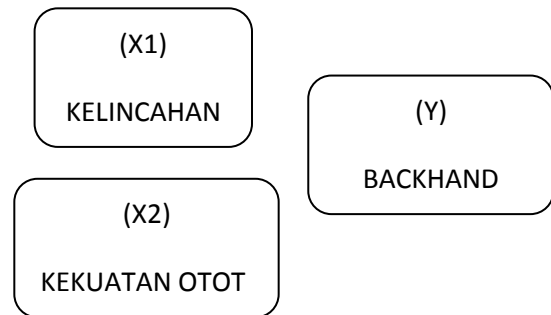 (X1)
KELINCAHAN
(Y)
BACKHAND
(X2)
KEKUATAN OTOT